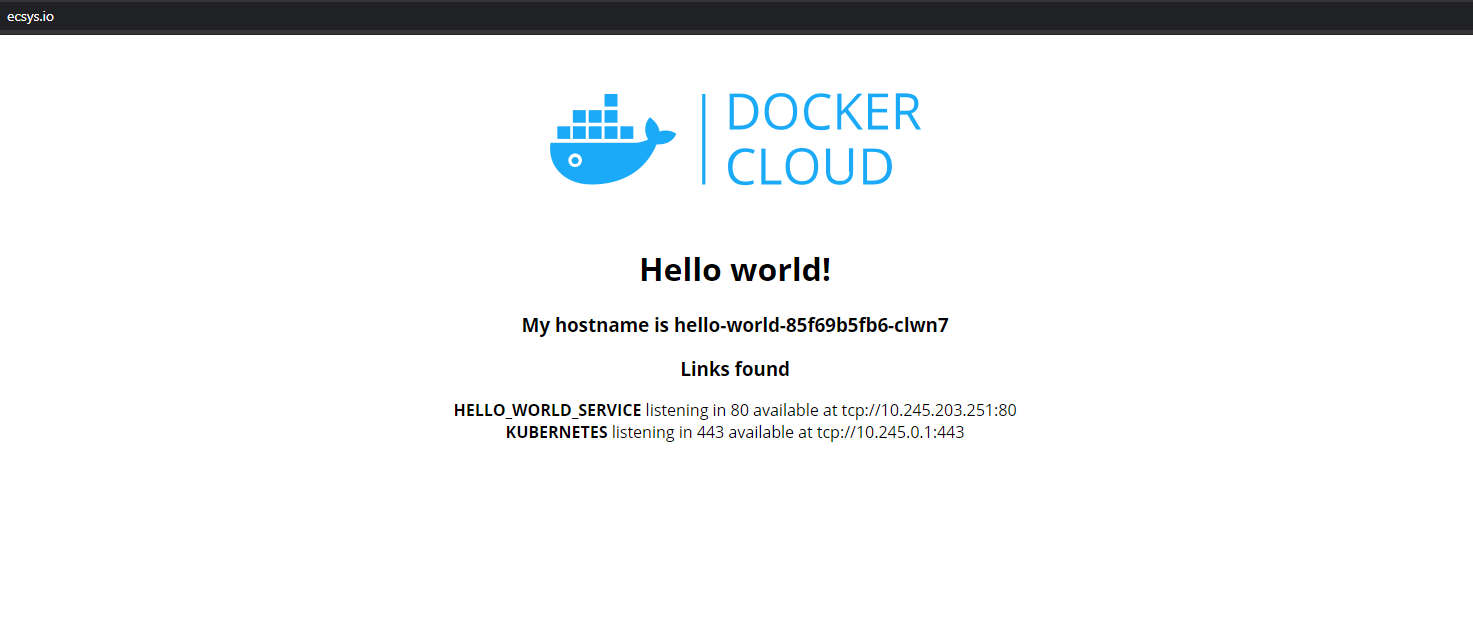 ecsys.io
DOCKER
CLOUD
Hello world!
My hostname is hello-world-85f69b5fb6-clwn7
Links found
HELLO_WORLD_SERVICE listening in 80 available at tcp://10.245.203.251:80
KUBERNETES listening in 443 available at tcp://10.245.0.1:443